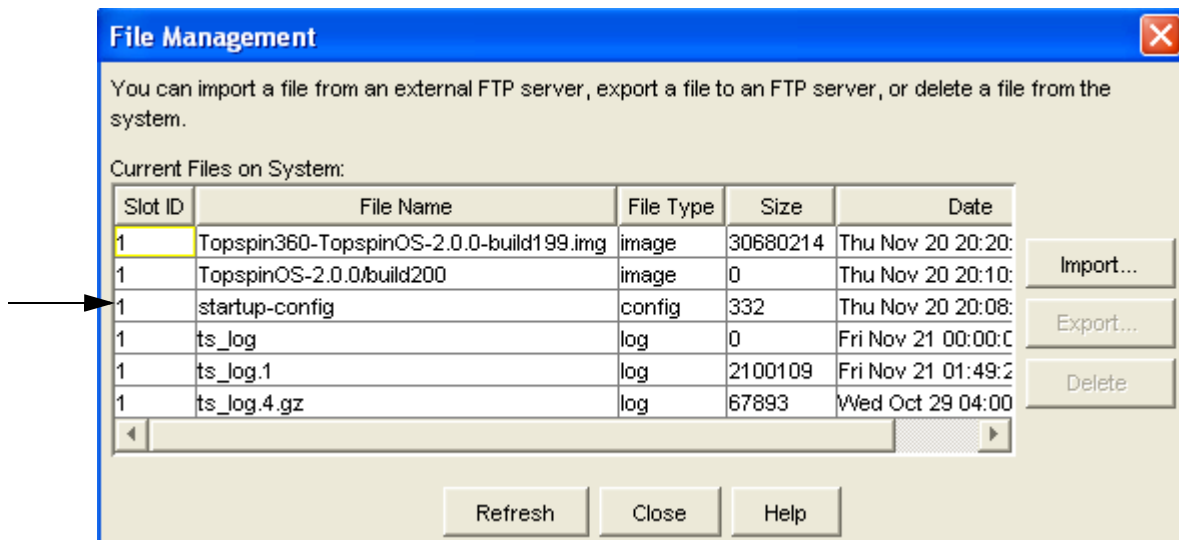 File Management
You can import a file from an external FTP server, export a file to an FTP server, or delete a file from the
system.
Current Files on System:
Slot ID File Name File Type Size Date
1 Topspin360-TopspinOS-2.0.0-build199.img image 30680214 Thu Nov 20 20:20:
1 TopspinOS-2.0.0/build200 image 0 Thu Nov 20 20:10:
1 startup-config config 332 Thu Nov 20 20:08:
1 ts_log log 0 Fri Nov 21 00:00:0
1 ts_log.1 log 2100109 Fri Nov 21 01:49:2
1 ts_log.4.gz log 67893 Wed Oct 29 04:00
Import...
Export...
Delete
Refresh Close Help